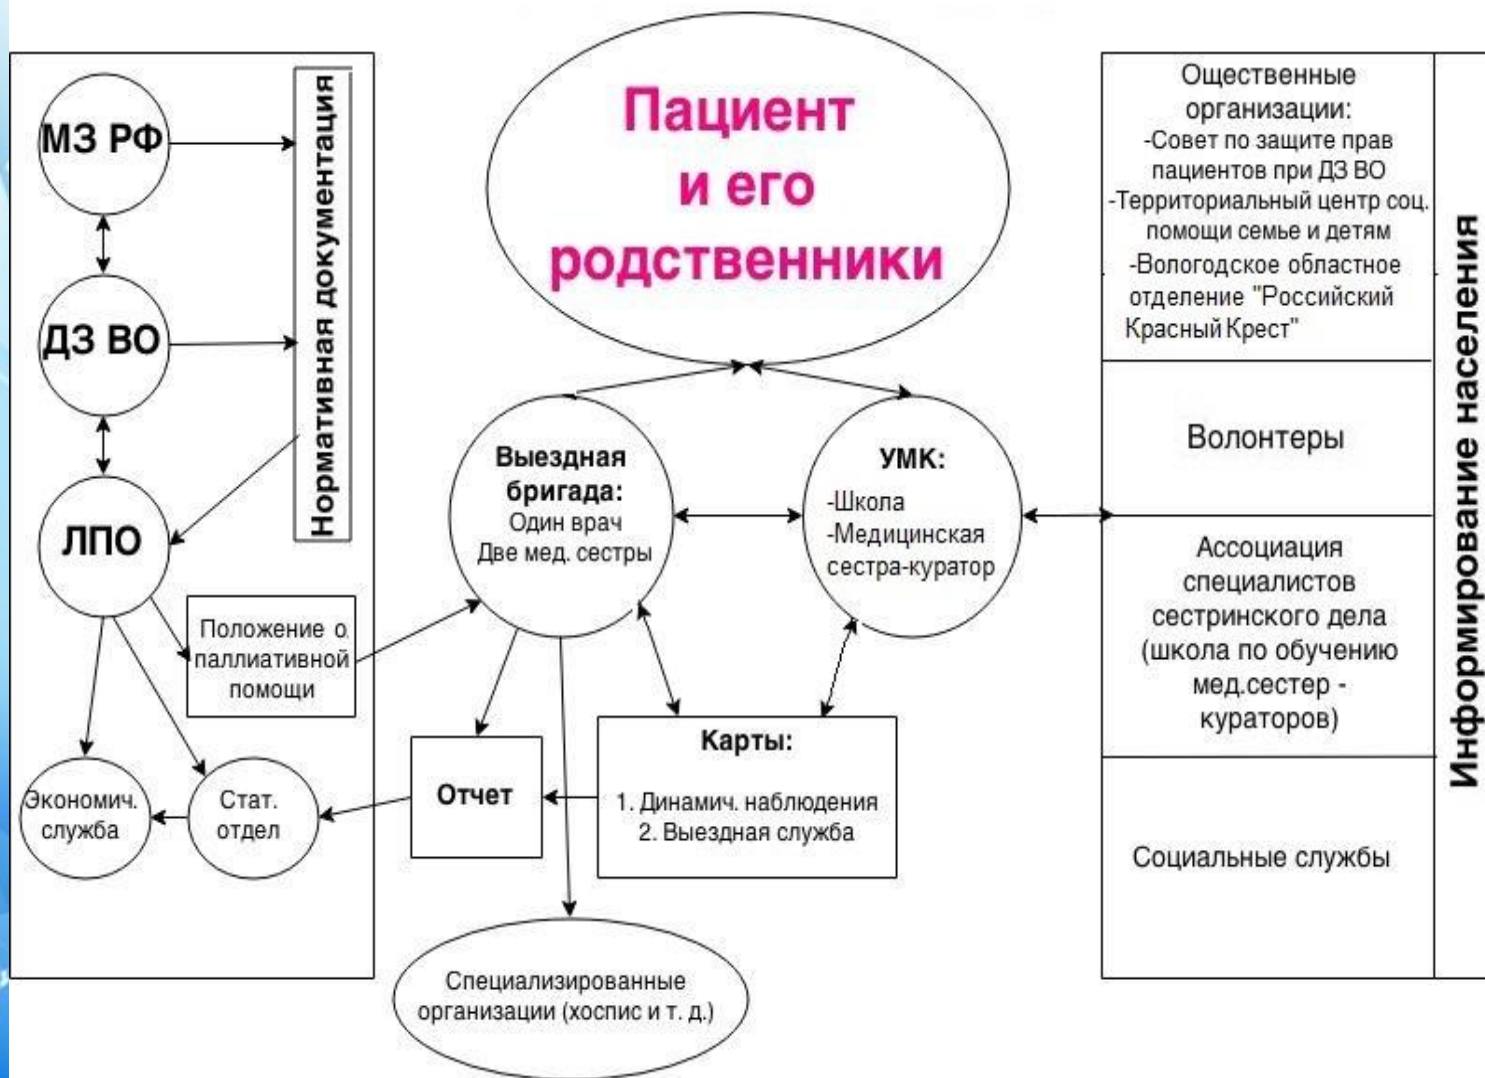 МЗ РФ
ДЗ ВО
ЛПО
Нормативная документация
Положение о
паллиативной
помощи
Экономич.
служба
Стат.
отдел
Пациент
и его
родственники
Выездная
бригада:
Один врач
Две мед. сестры
УМК:
-Школа
-Медицинская
сестра-куратор
Отчет
Карты:
1. Динамич. наблюдения
2. Выездная служба
Специализированные
организации (хоспис и т. д.)
Ощественные
организации:
-Совет по защите прав
пациентов при ДЗ ВО
-Территориальный центр соц.
помощи семье и детям
-Вологодское областное
отделение "Российский
Красный Крест"
Волонтеры
Ассоциация
специалистов
сестринского дела
(школа по обучению
мед.сестер -
кураторов)
Социальные службы
Информирование населения